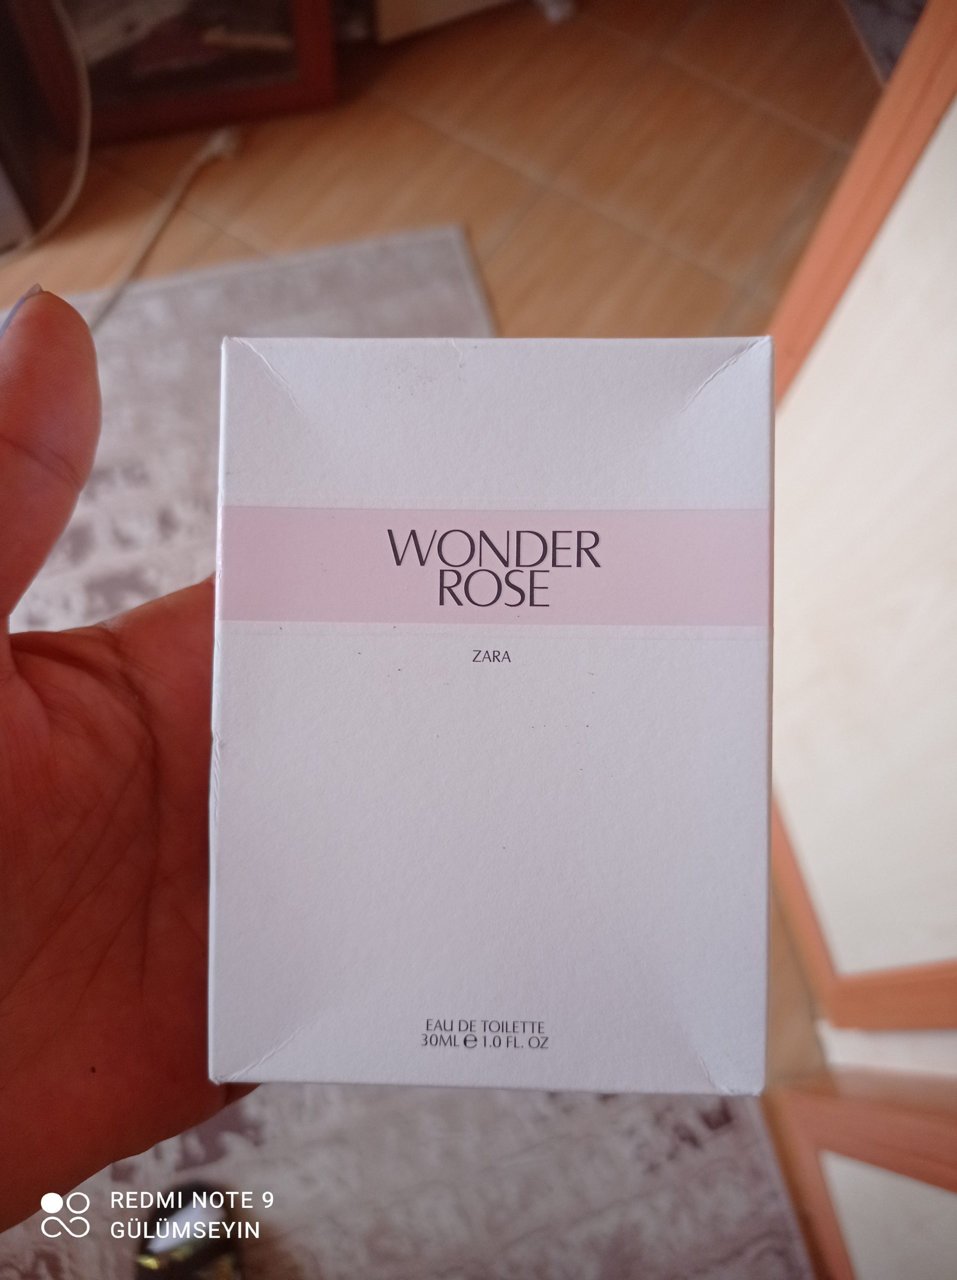 WONDER
ROSE
ZARA
EAU DE TOILETTE
30ML ℮ 1.0 FL. OZ
REDMI NOTE 9
GÜLÜMSEYIN